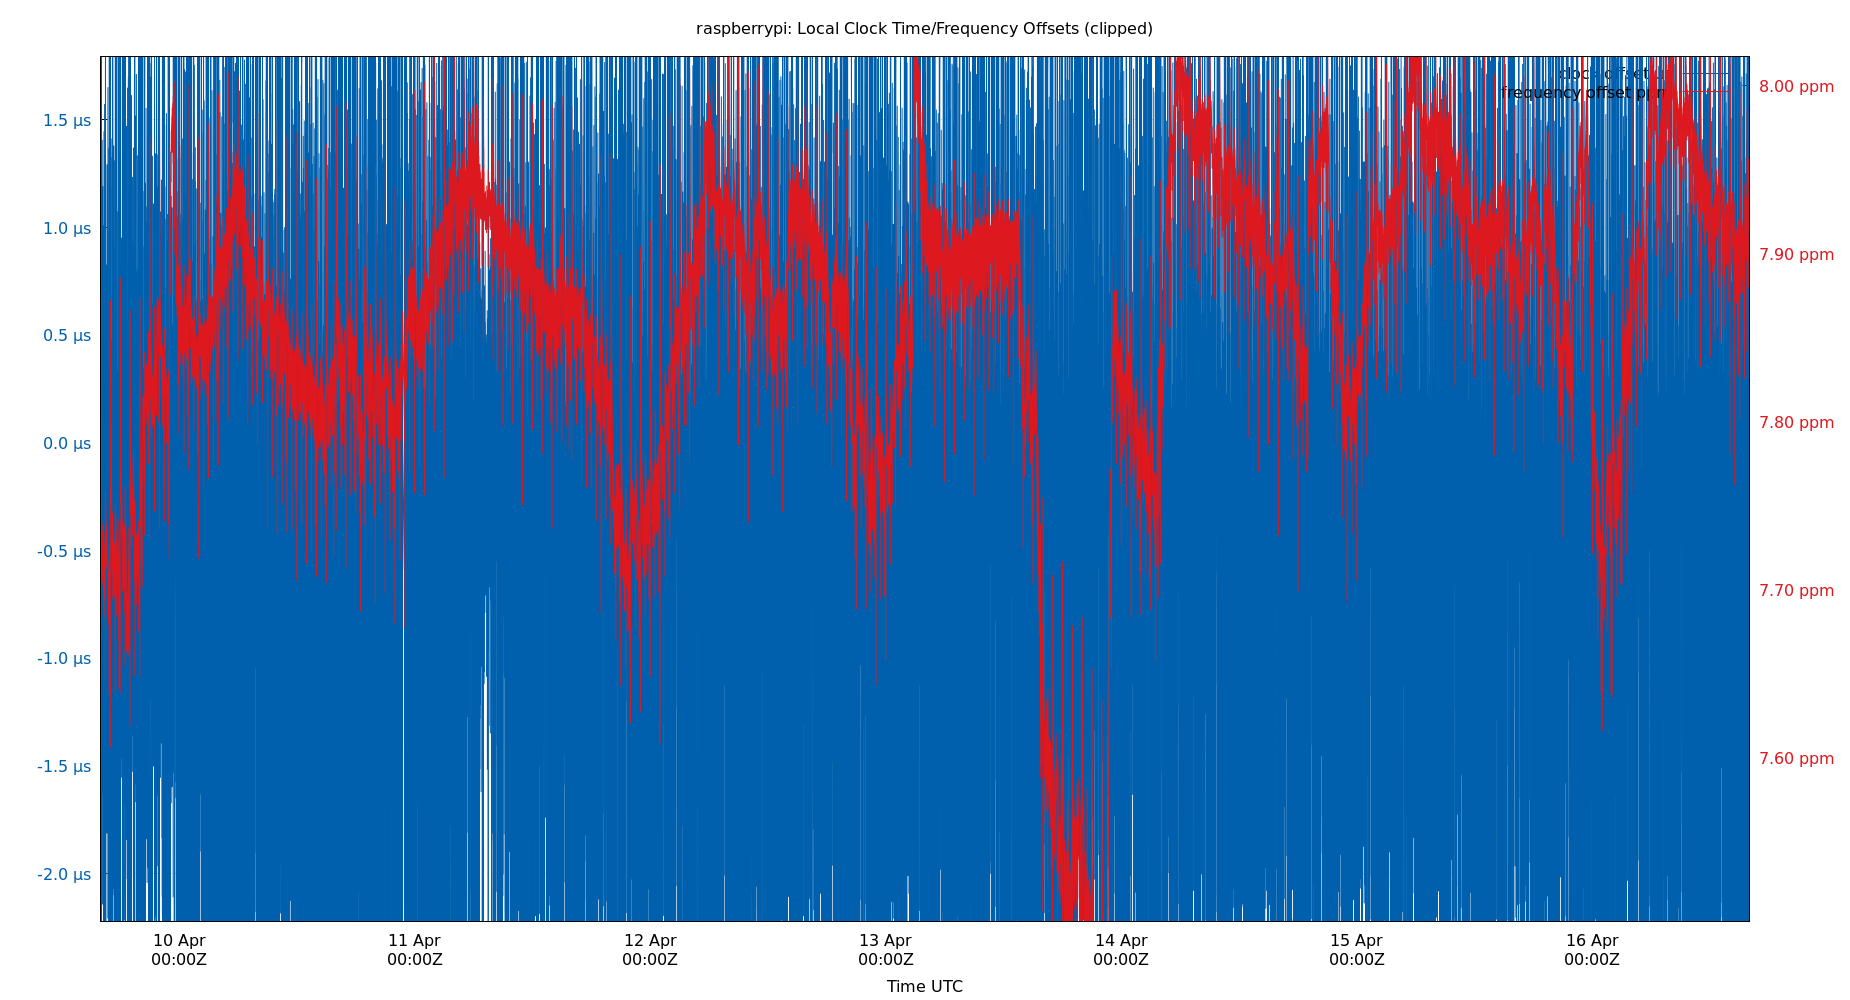 raspberrypi: Local Clock Time/Frequency Offsets (clipped)
clock offset
frequency offset ppm
1.5 µs
1.0 µs
0.5 µs
0.0 µs
-0.5 µs
-1.0 µs
-1.5 µs
-2.0 µs
8.00 ppm
7.90 ppm
7.80 ppm
7.70 ppm
7.60 ppm
10 Apr
00:00Z
11 Apr
00:00Z
12 Apr
00:00Z
13 Apr
00:00Z
14 Apr
00:00Z
15 Apr
00:00Z
16 Apr
00:00Z
Time UTC